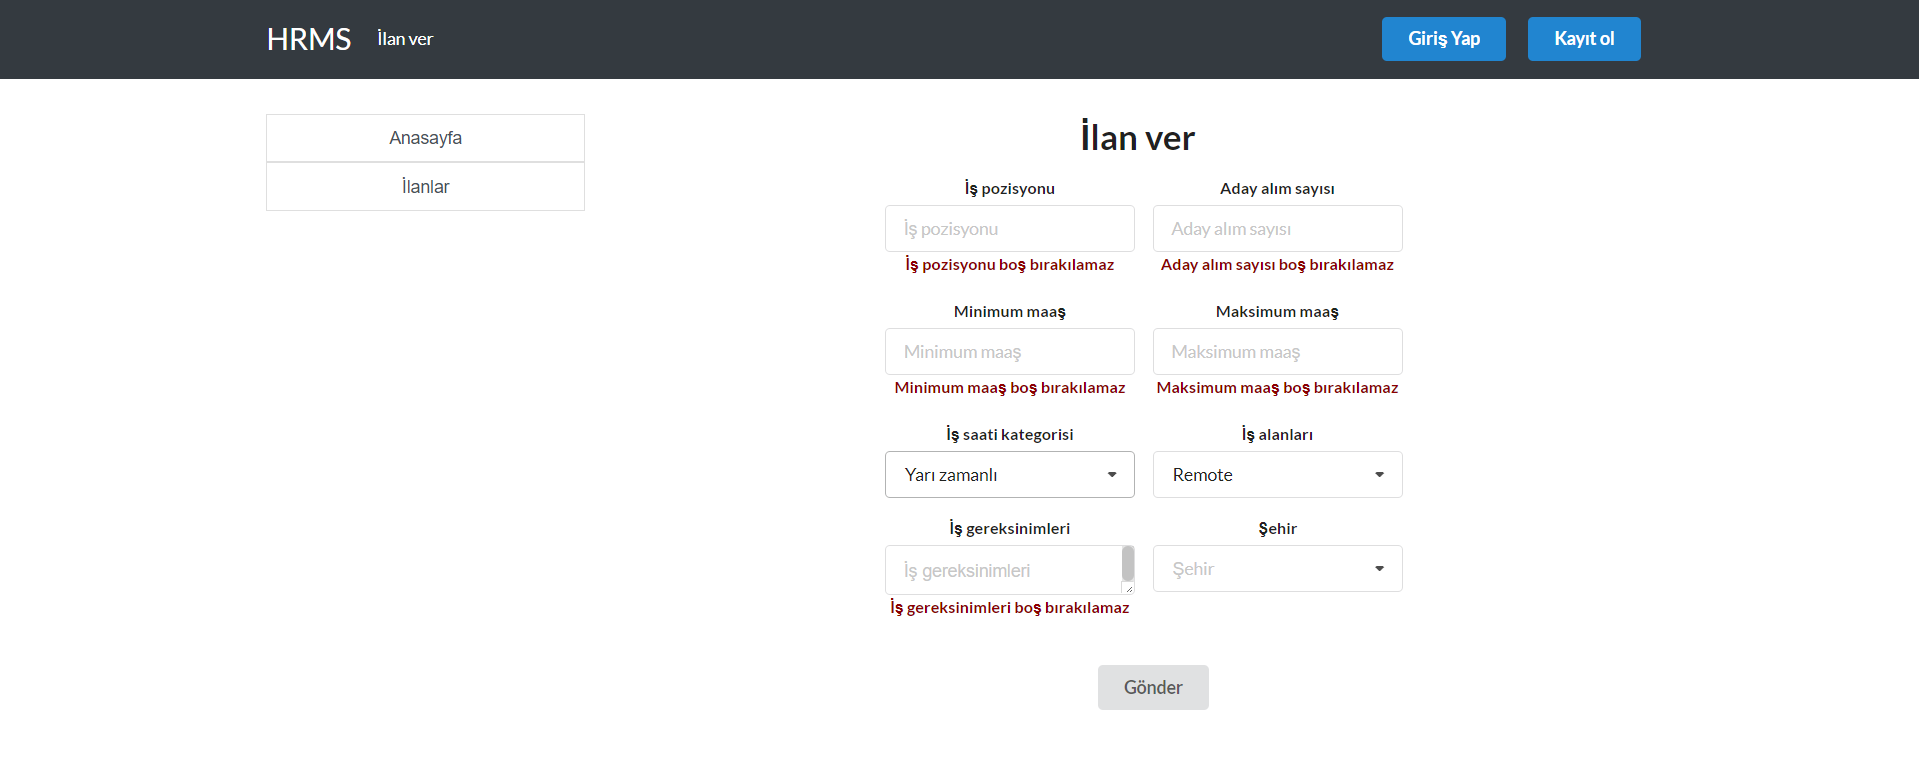 HRMS İlan ver Giriş Yap Kayıt ol
Anasayfa
İlanlar
İlan ver
İş pozisyonu Aday alım sayısı
İş pozisyonu Aday alım sayısı
İş pozisyonu boş bırakılamaz Aday alım sayısı boş bırakılamaz
Minimum maaş Maksimum maaş
Minimum maaş Maksimum maaş
Minimum maaş boş bırakılamaz Maksimum maaş boş bırakılamaz
İş saati kategorisi İş alanları
Yarı zamanlı Remote
İş gereksinimleri Şehir
İş gereksinimleri Şehir
İş gereksinimleri boş bırakılamaz
Gönder